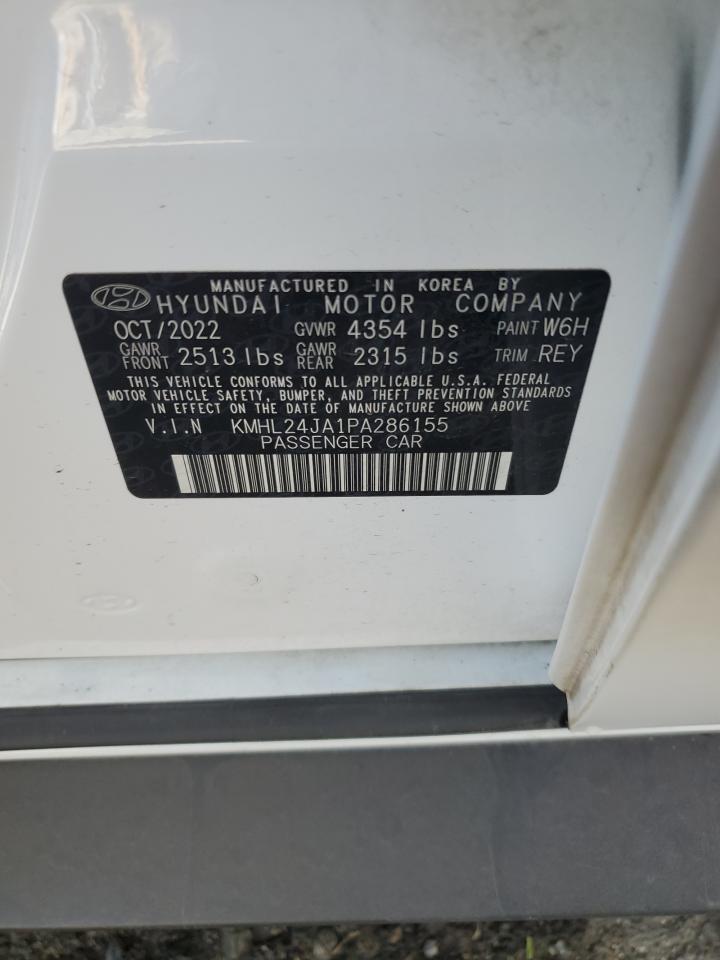 MANUFACTURED IN KOREA BY
HYUNDAI MOTOR COMPANY
OCT/2022 GVWR 4354 lbs PAINT W6H
GAWR FRONT 2513 lbs GAWR REAR 2315 lbs TRIM REY
THIS VEHICLE CONFORMS TO ALL APPLICABLE U.S.A. FEDERAL
MOTOR VEHICLE SAFETY, BUMPER, AND THEFT PREVENTION STANDARDS
IN EFFECT ON THE DATE OF MANUFACTURE SHOWN ABOVE
V.I.N KMHL24JA1PA286155
PASSENGER CAR